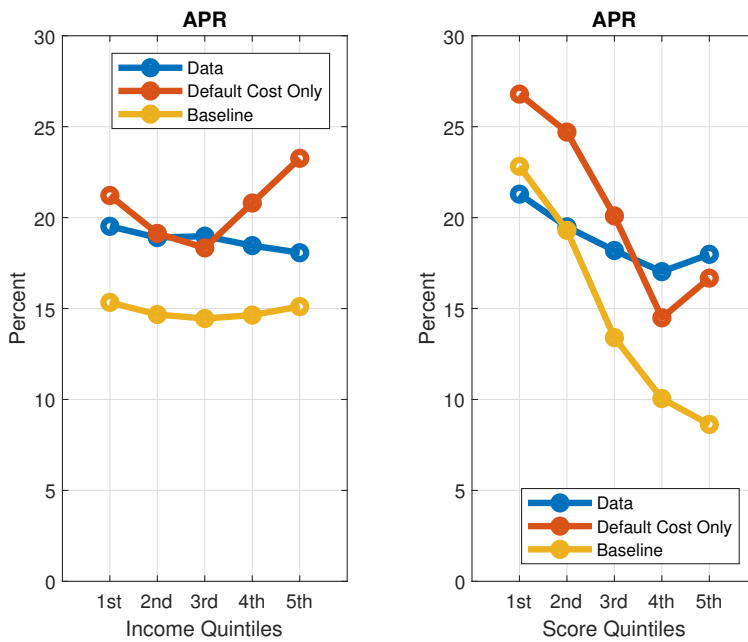 APR
30
25
20
15
10
5
0
Percent
Data
Default Cost Only
Baseline
1st 2nd 3rd 4th 5th
Income Quintiles
APR
30
25
20
15
10
5
0
Percent
Data
Default Cost Only
Baseline
1st 2nd 3rd 4th 5th
Score Quintiles